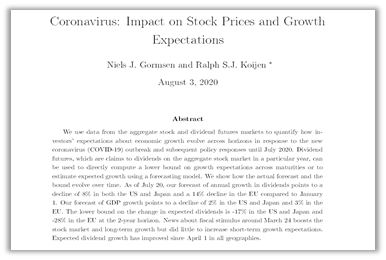 Coronavirus: Impact on Stock Prices and Growth
Expectations
Niels J. Gormsen and Ralph S.J. Koijen *
August 3, 2020
Abstract
We use data from the aggregate stock and dividend futures markets to quantify how in-
vestors' expectations about economic growth evolve across horizons in response to the new
coronavirus (COVID-19) outbreak and subsequent policy responses until July 2020. Dividend
futures, which are claims to dividends on the aggregate stock market in a particular year, can
be used to directly compute a lower bound on growth expectations across maturities or to
estimate expected growth using a forecasting model. We show how the actual forecast and the
bound evolve over time. As of July 20, our forecast of annual growth in dividends points to a
decline of 8% in both the US and Japan and a 14% decline in the EU compared to January
1. Our forecast of GDP growth points to a decline of 2% in the US and Japan and 3% in the
EU. The lower bound on the change in expected dividends is -17% in the US and Japan and
-28% in the EU at the 2-year horizon. News about fiscal stimulus around March 24 boosts the
stock market and long-term growth but did little to increase short-term growth expectations.
Expected dividend growth has improved since April 1 in all geographies.